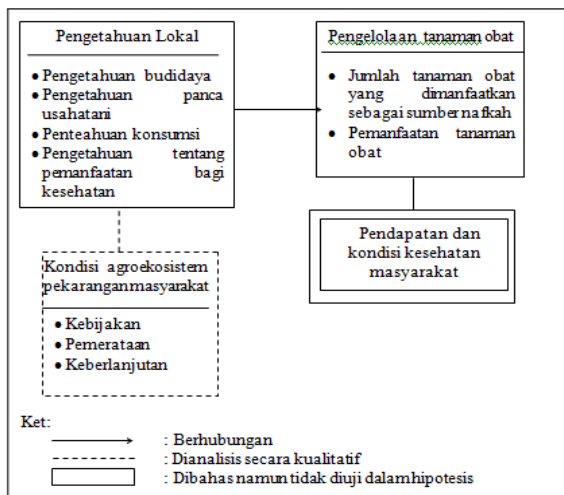 Pengetahuan Lokal
● Pengetahuan budidaya
● Pengetahuan panca
usahatani
● Penteahuan konsumsi
● Pengetahuan tentang
pemanfaatan bagi
kesehatan
Pengelolaan tanaman obat
● Jumlah tanaman obat
yang dimanfaatkan
sebagai sumber nafkah
● Pemanfaatan tanaman
obat
Pendapatan dan
kondisi kesehatan
masyarakat
Kondisi agroekosistem
pekarangan masyarakat
● Kebijakan
● Pemerataan
● Keberlanjutan
Ket:
: Berhubungan
: Dianalisis secara kualitatif
: Dibahas namun tidak diuji dalam hipotesis